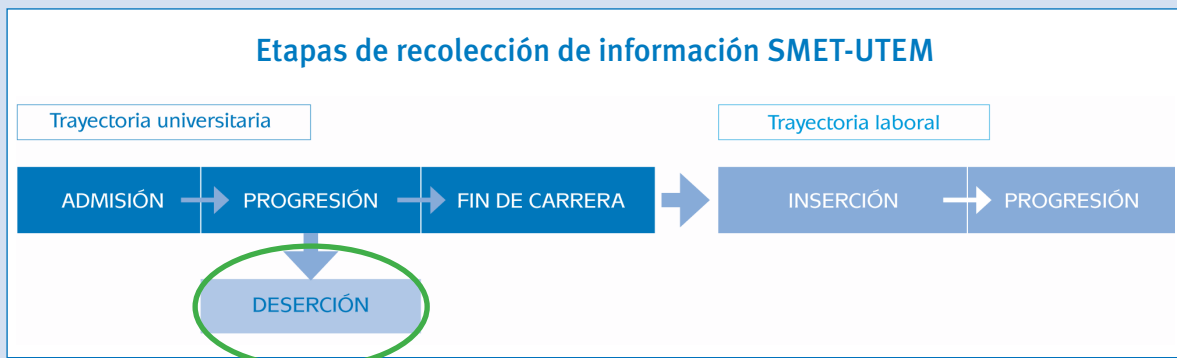 Etapas de recolección de información SMET-UTEM
Trayectoria universitaria
Trayectoria laboral
ADMISIÓN
PROGRESIÓN
FIN DE CARRERA
INSERCIÓN
PROGRESIÓN
DESERCIÓN